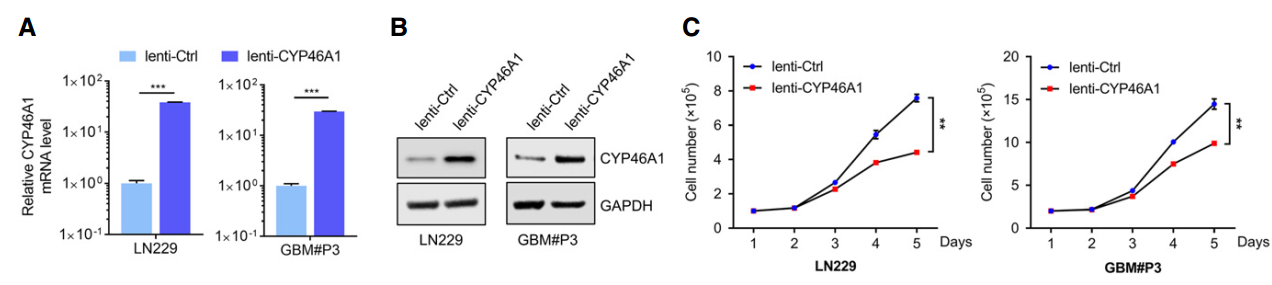 A
lenti-Ctrl lenti-CYP46A1
Relative CYP46A1
mRNA level
1×10²
1×10¹
1×10⁰
1×10⁻¹
***
LN229
1×10²
1×10¹
1×10⁰
1×10⁻¹
***
GBM#P3
B
lenti-Ctrl
lenti-CYP46A1
lenti-Ctrl
lenti-CYP46A1
CYP46A1
GAPDH
LN229 GBM#P3
C
Cell number (×10⁵)
10
8
6
4
2
0
lenti-Ctrl
lenti-CYP46A1
**
1 2 3 4 5 Days
LN229
Cell number (×10⁵)
20
15
10
5
0
lenti-Ctrl
lenti-CYP46A1
**
1 2 3 4 5 Days
GBM#P3